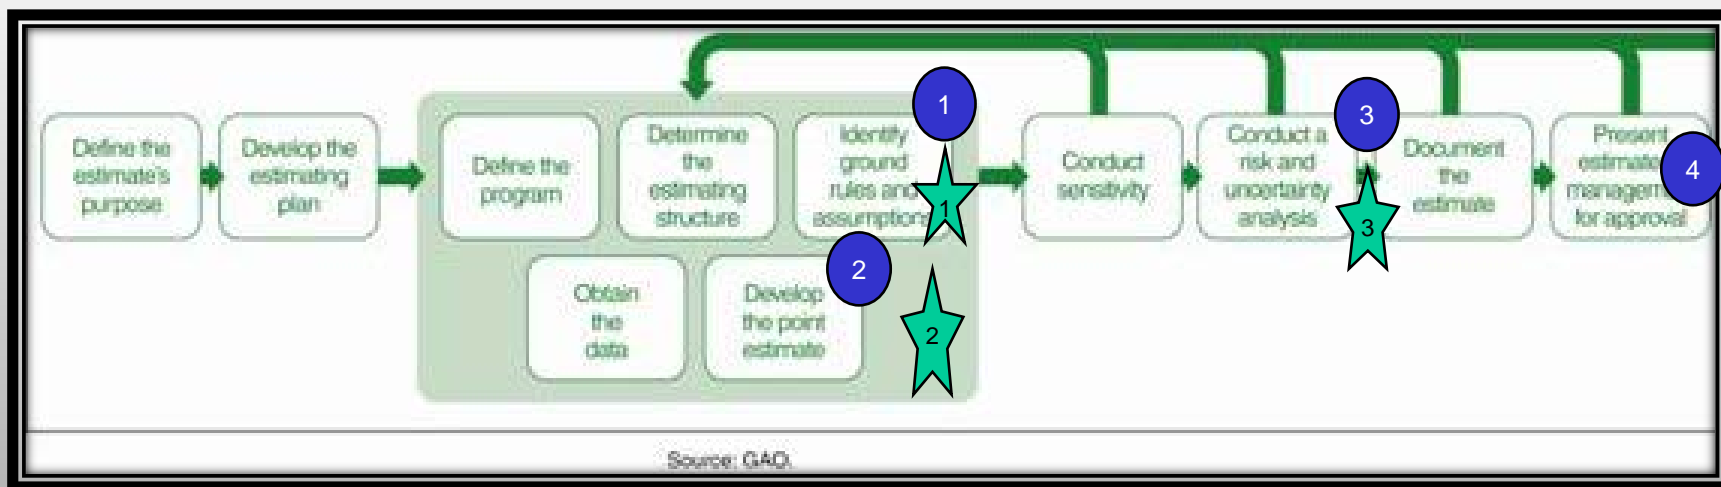 Define the
estimate's
purpose
Develop the
estimating
plan
Define the
program
Determine
the
estimating
structure
Identify
ground
rules and
assumptions
1
1
Obtain
the
data
Develop
the point
estimate
2
2
Conduct
sensitivity
Conduct a
risk and
uncertainty
analysis
3
3
Document
the
estimate
Present
estimate
managem
for approval
4
Source: GAO.